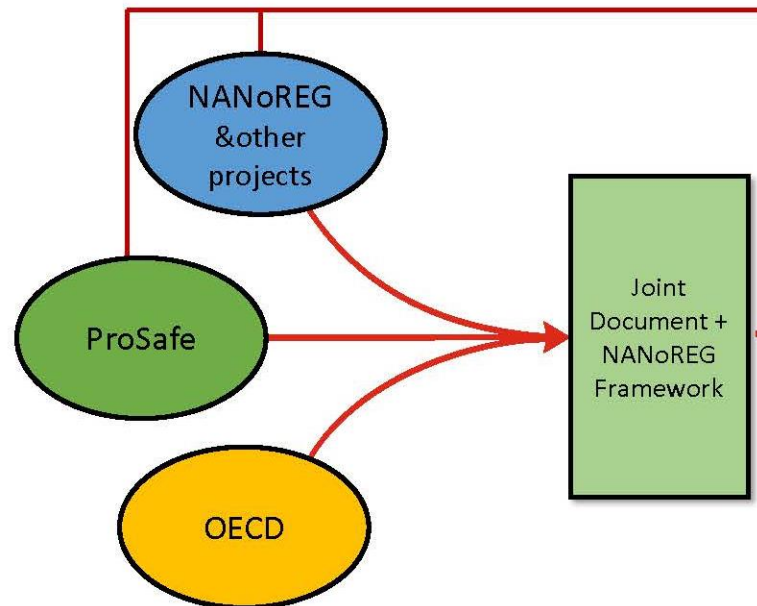 NANoREG
&other
projects
ProSafe
OECD
Joint
Document +
NANoREG
Framework